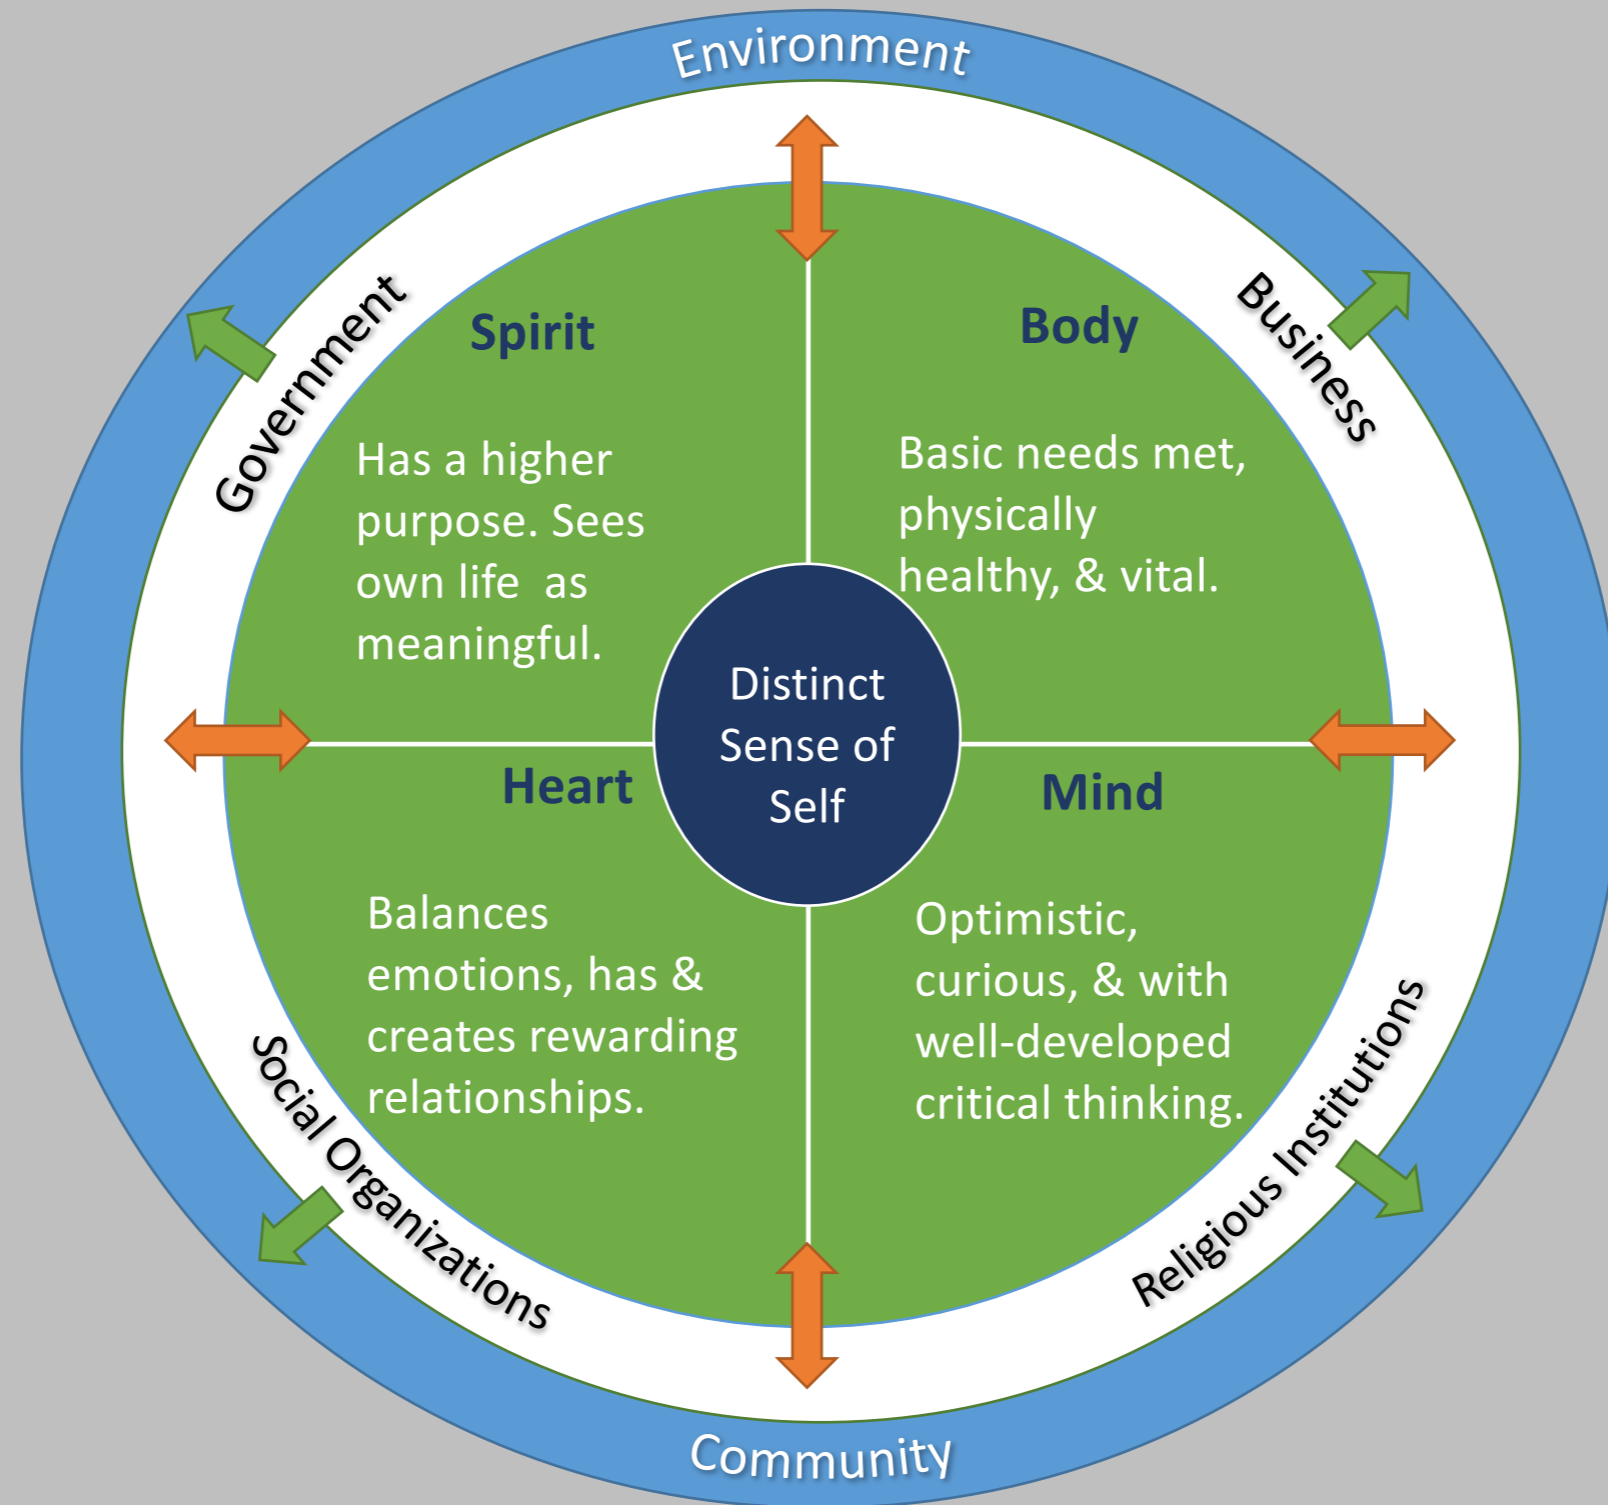 Environment
Government
Business
Spirit
Has a higher
purpose. Sees
own life  as
meaningful.
Body
Basic needs met,
physically
healthy, & vital.
Distinct
Sense of
Self
Heart
Balances
emotions, has &
creates rewarding
relationships.
Mind
Optimistic,
curious, & with
well-developed
critical thinking.
Social Organizations
Religious Institutions
Community